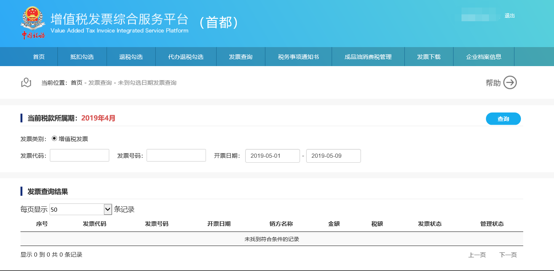 增值税发票综合服务平台（首都）
Value Added Tax Invoice Integrated Service Platform
退出
首页 抵扣勾选 退税勾选 代办退税勾选 发票查询 税务事项通知书 成品油消费税管理 发票下载 企业档案信息
当前位置：首页 - 发票查询 - 未到勾选日期发票查询 帮助
当前税款所属期：2019年4月 查询
发票类别： 增值税发票
发票代码： 发票号码： 开票日期： 2019-05-01 - 2019-05-09
发票查询结果
每页显示 50 条记录
序号 发票代码 发票号码 开票日期 销方名称 金额 税额 发票状态 管理状态
未找到符合条件的记录
显示 0 到 0 共 0 条记录 上一页 下一页